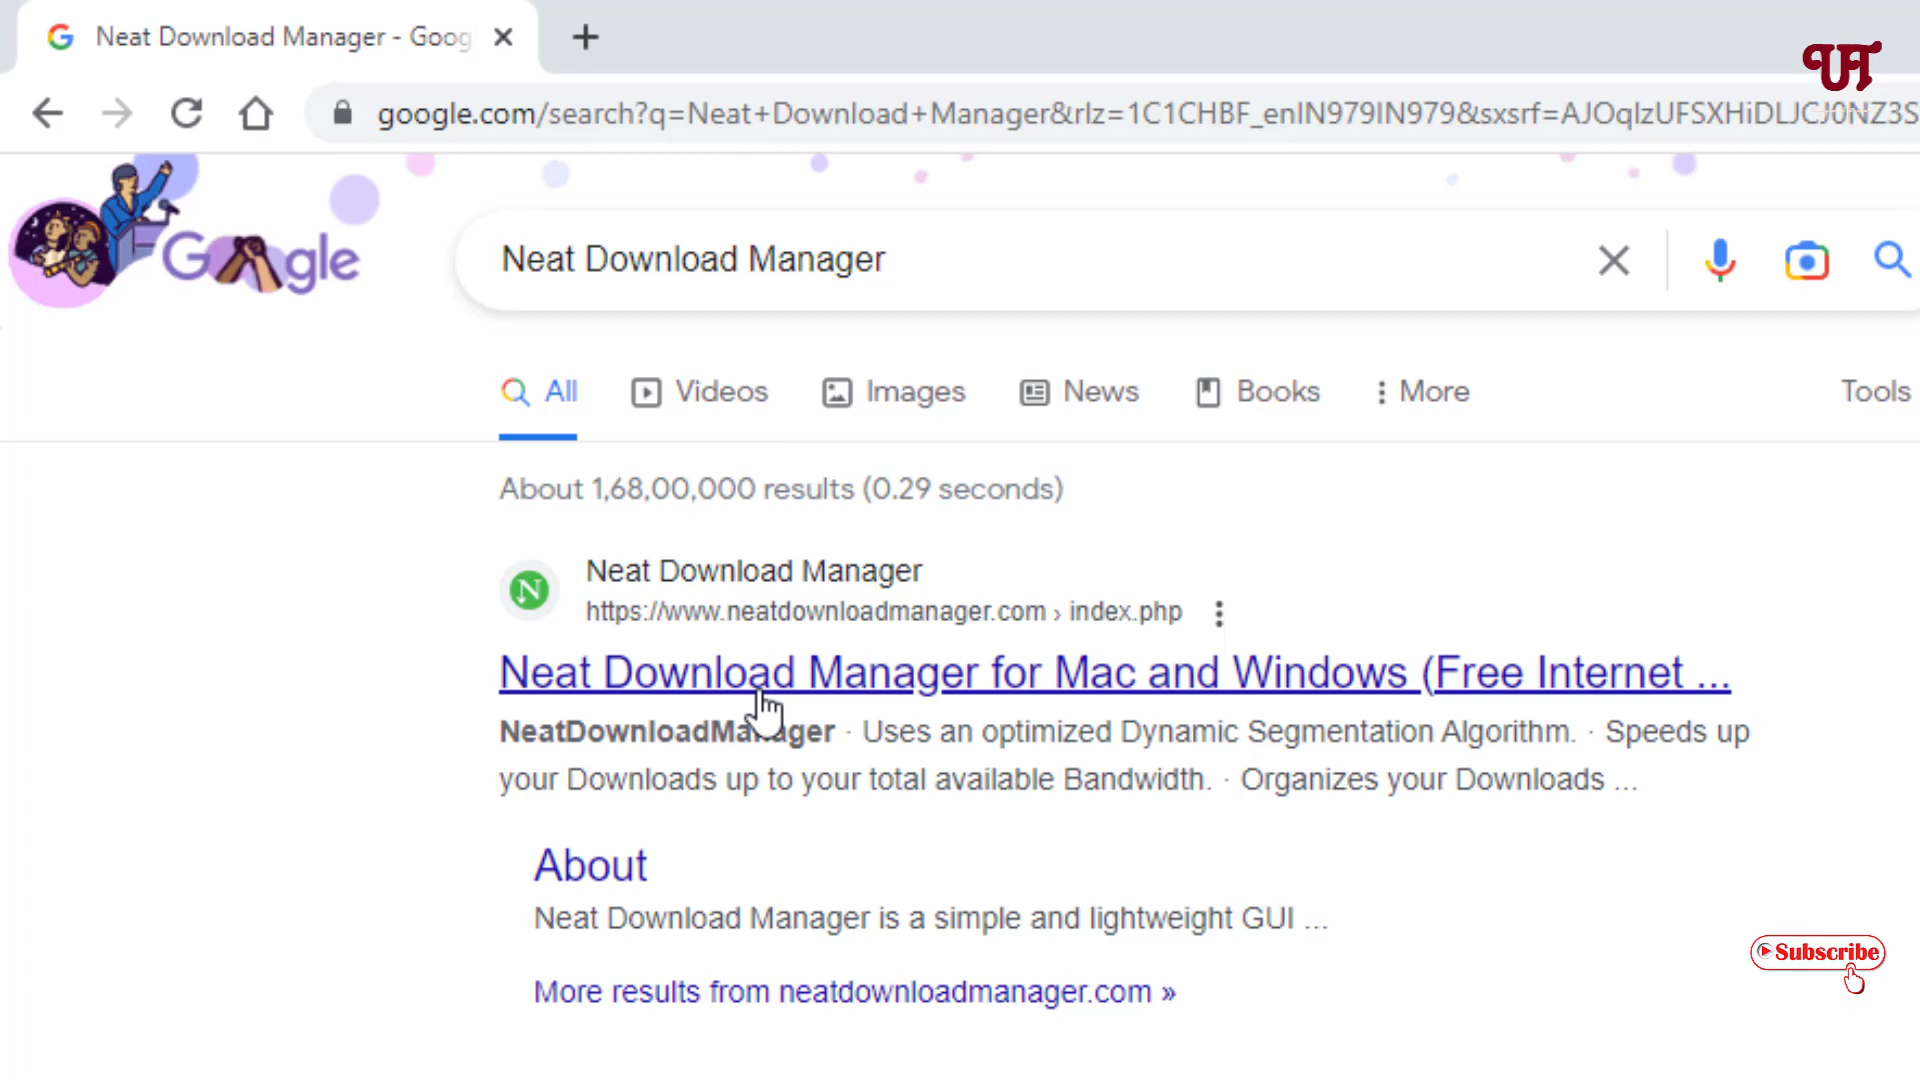 Neat Download Manager - Goog
UT
google.com/search?q=Neat+Download+Manager&rlz=1C1CHBF_enIN979IN979&sxsrf=AJOqlzUFSXHiDLJCJ0NZ3S
Google
Neat Download Manager
All Videos Images News Books More Tools
About 1,68,00,000 results (0.29 seconds)
Neat Download Manager
https://www.neatdownloadmanager.com › index.php
Neat Download Manager for Mac and Windows (Free Internet ...
NeatDownloadManager · Uses an optimized Dynamic Segmentation Algorithm. · Speeds up
your Downloads up to your total available Bandwidth. · Organizes your Downloads ...
About
Neat Download Manager is a simple and lightweight GUI ...
Subscribe
More results from neatdownloadmanager.com »